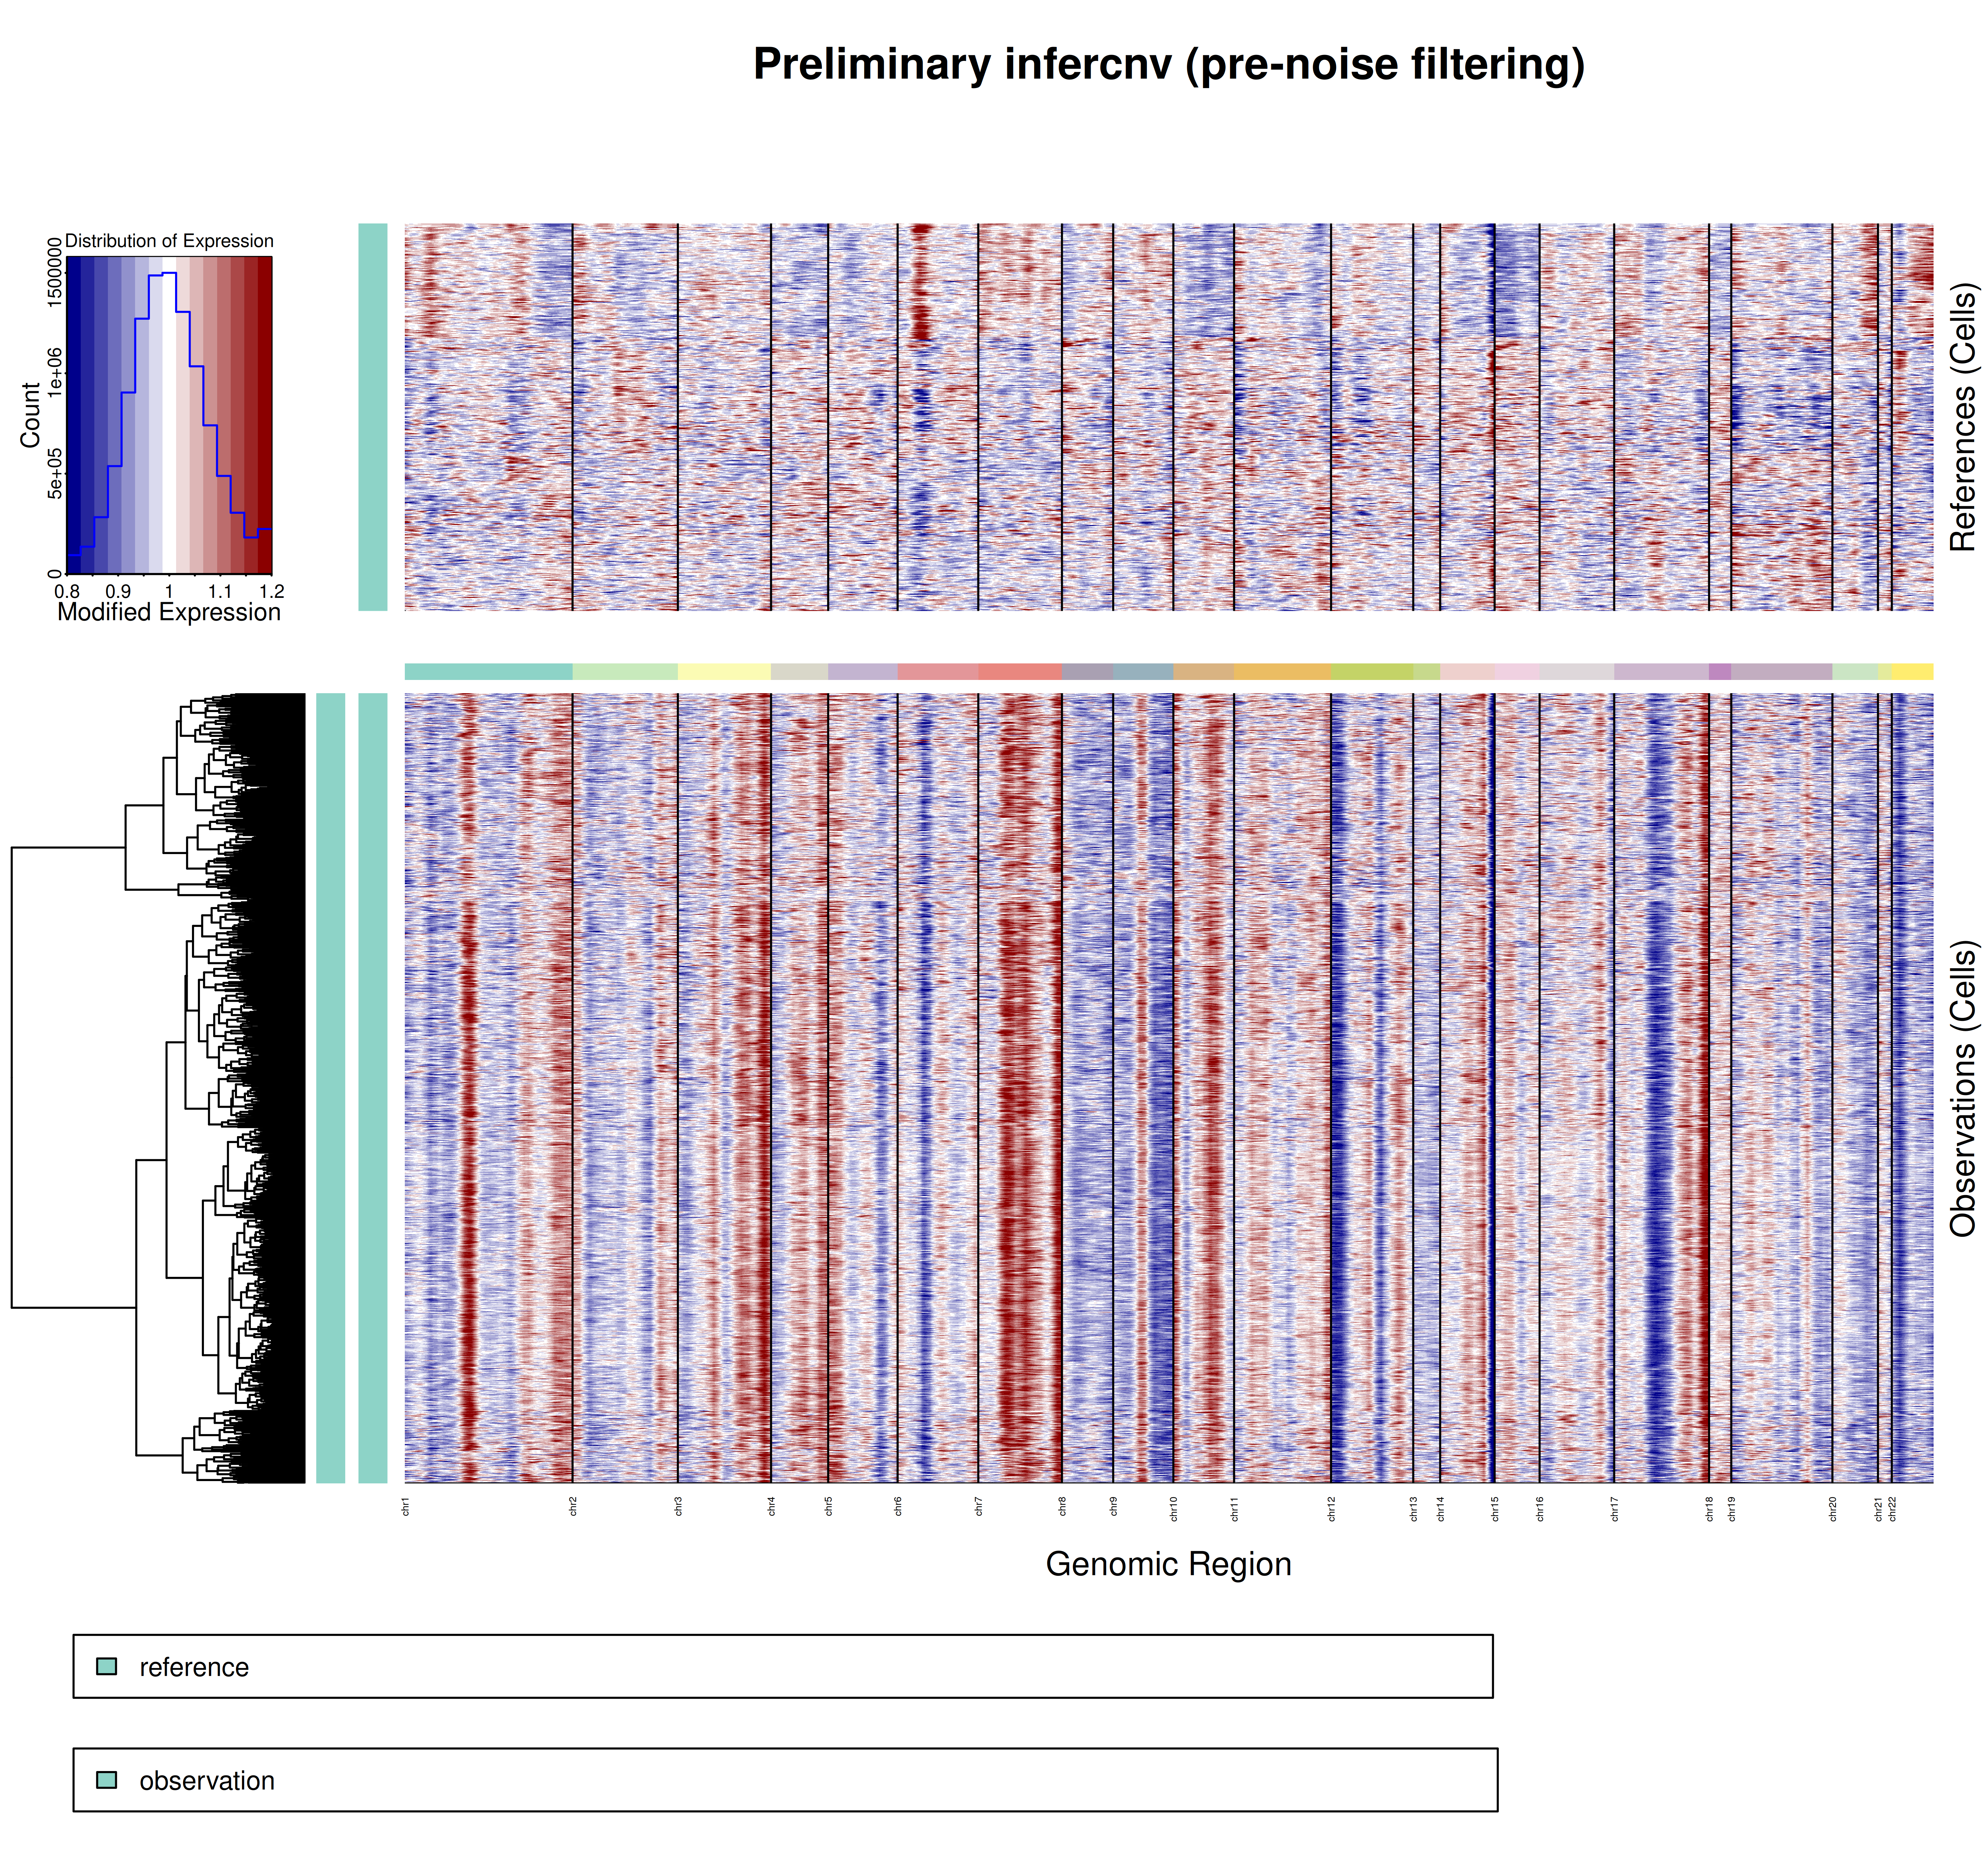 Preliminary infercnv (pre-noise filtering)
Distribution of Expression
Count
0 5e+05 1e+06 1500000
0.8 0.9 1 1.1 1.2
Modified Expression
References (Cells)
Observations (Cells)
chr1 chr2 chr3 chr4 chr5 chr6 chr7 chr8 chr9 chr10 chr11 chr12 chr13 chr14 chr15 chr16 chr17 chr18 chr19 chr20 chr21 chr22
Genomic Region
reference
observation